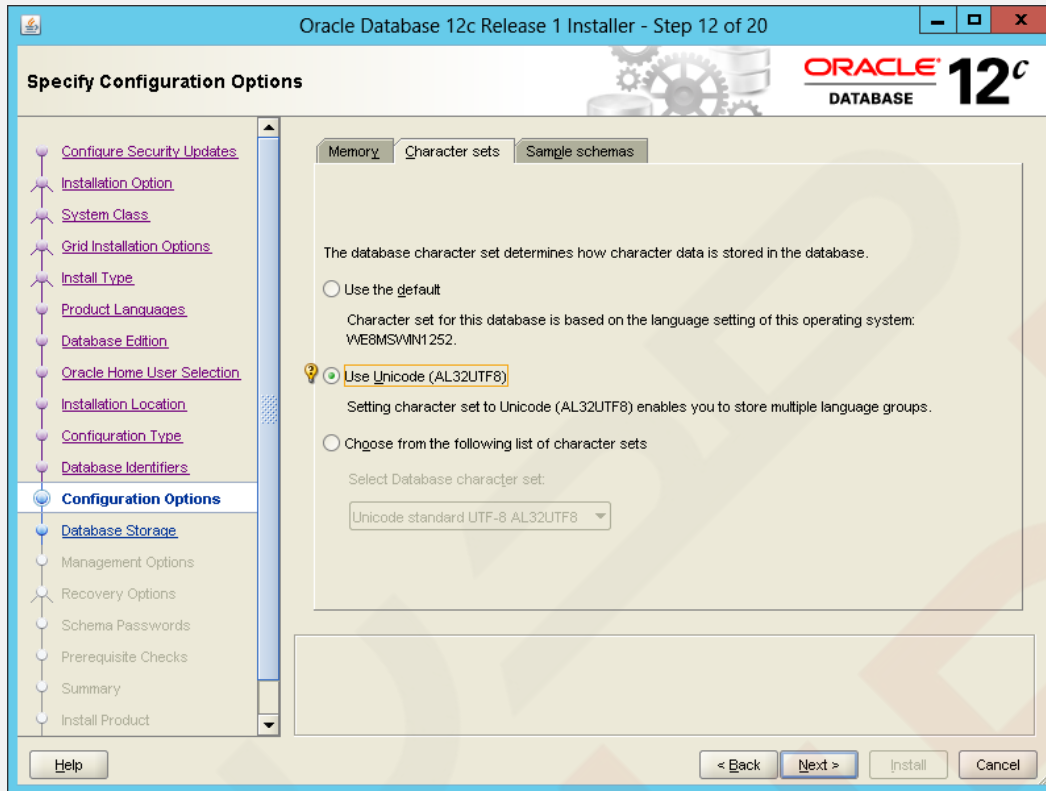 Oracle Database 12c Release 1 Installer - Step 12 of 20
Specify Configuration Options
ORACLE 12c
DATABASE
Configure Security Updates
Installation Option
System Class
Grid Installation Options
Install Type
Product Languages
Database Edition
Oracle Home User Selection
Installation Location
Configuration Type
Database Identifiers
Configuration Options
Database Storage
Management Options
Recovery Options
Schema Passwords
Prerequisite Checks
Summary
Install Product
Memory Character sets Sample schemas
The database character set determines how character data is stored in the database.
Use the default
Character set for this database is based on the language setting of this operating system:
WE8MSWIN1252.
Use Unicode (AL32UTF8)
Setting character set to Unicode (AL32UTF8) enables you to store multiple language groups.
Choose from the following list of character sets
Select Database character set:
Unicode standard UTF-8 AL32UTF8
Help < Back Next > Install Cancel